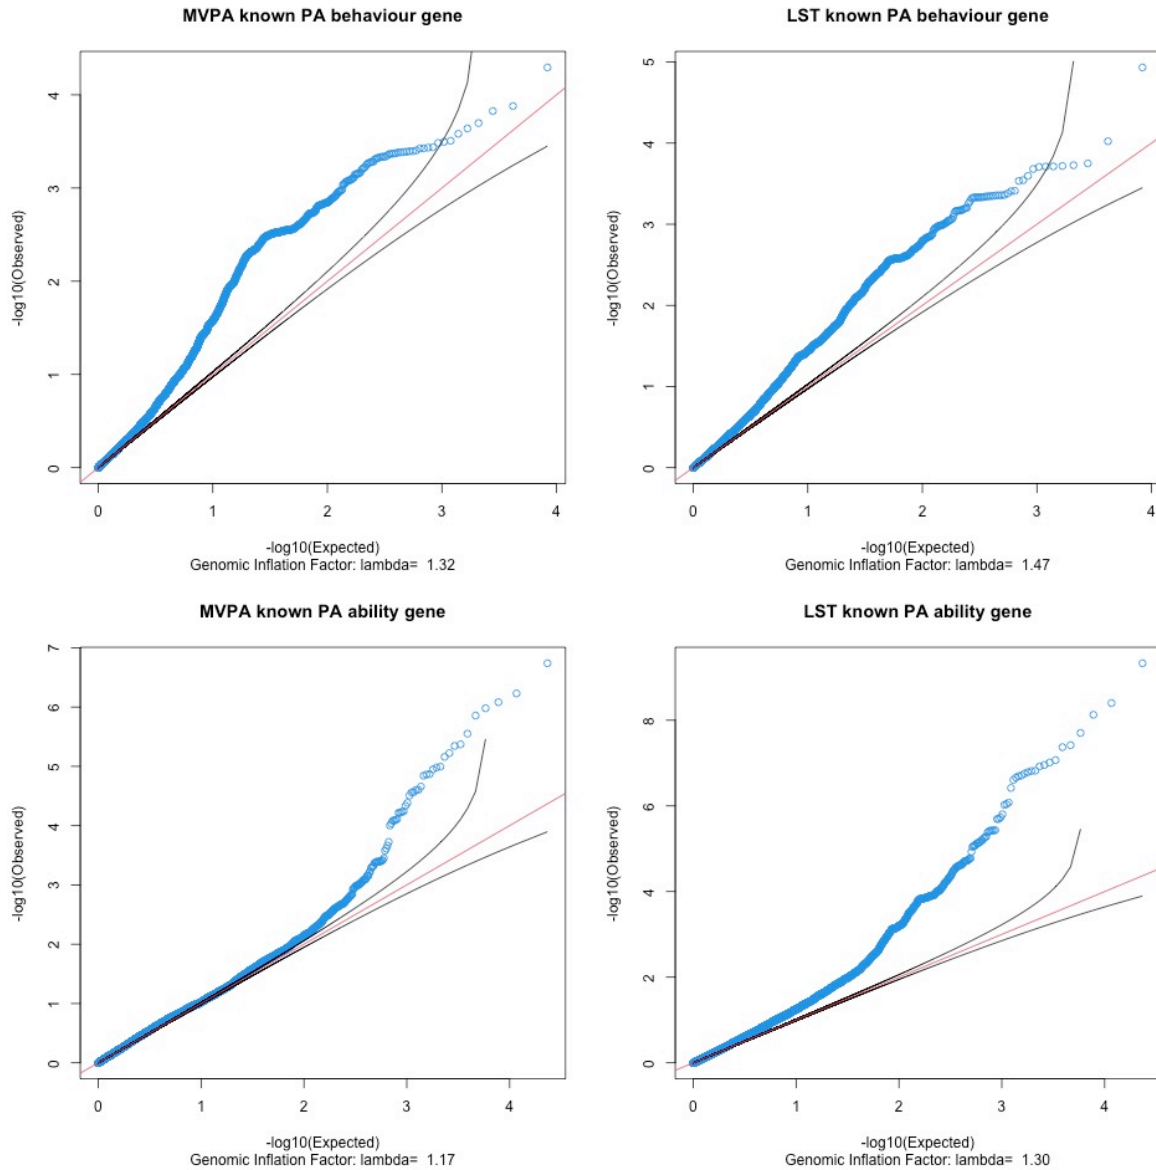 MVPA known PA behaviour gene
-log10(Observed)
4
3
2
1
0
0 1 2 3 4
-log10(Expected)
Genomic Inflation Factor: lambda= 1.32
LST known PA behaviour gene
-log10(Observed)
5
4
3
2
1
0
0 1 2 3 4
-log10(Expected)
Genomic Inflation Factor: lambda= 1.47
MVPA known PA ability gene
-log10(Observed)
7
6
5
4
3
2
1
0
0 1 2 3 4
-log10(Expected)
Genomic Inflation Factor: lambda= 1.17
LST known PA ability gene
-log10(Observed)
8
6
4
2
0
0 1 2 3 4
-log10(Expected)
Genomic Inflation Factor: lambda= 1.30